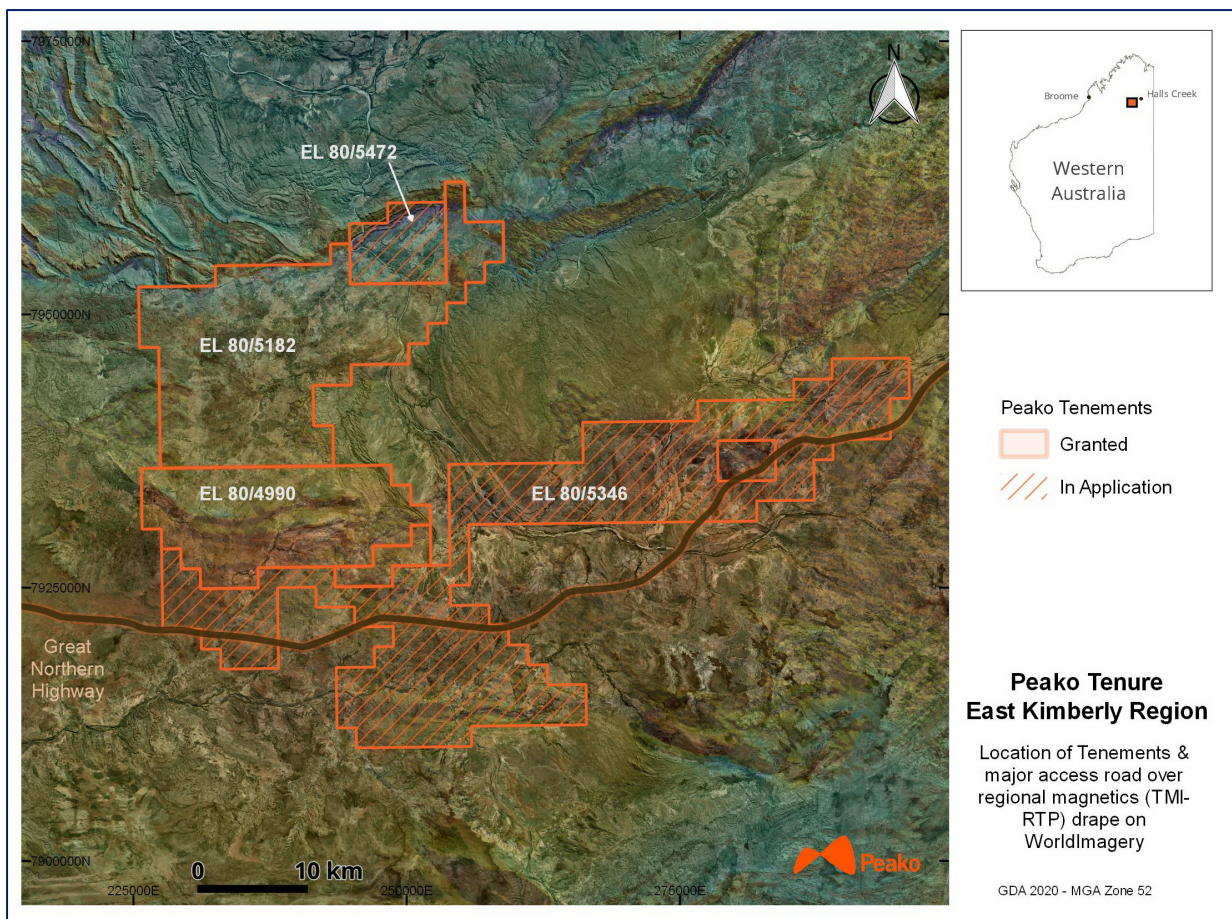 7975000N
N
EL 80/5472
7950000N
EL 80/5182
EL 80/4990
EL 80/5346
7925000N
Great
Northern
Highway
7900000N
0 10 km
225000E
250000E
275000E
Peako
Broome
Halls Creek
Western
Australia
Peako Tenements
Granted
In Application
Peako Tenure
East Kimberly Region
Location of Tenements &
major access road over
regional magnetics (TMI-
RTP) drape on
WorldImagery
GDA 2020 - MGA Zone 52